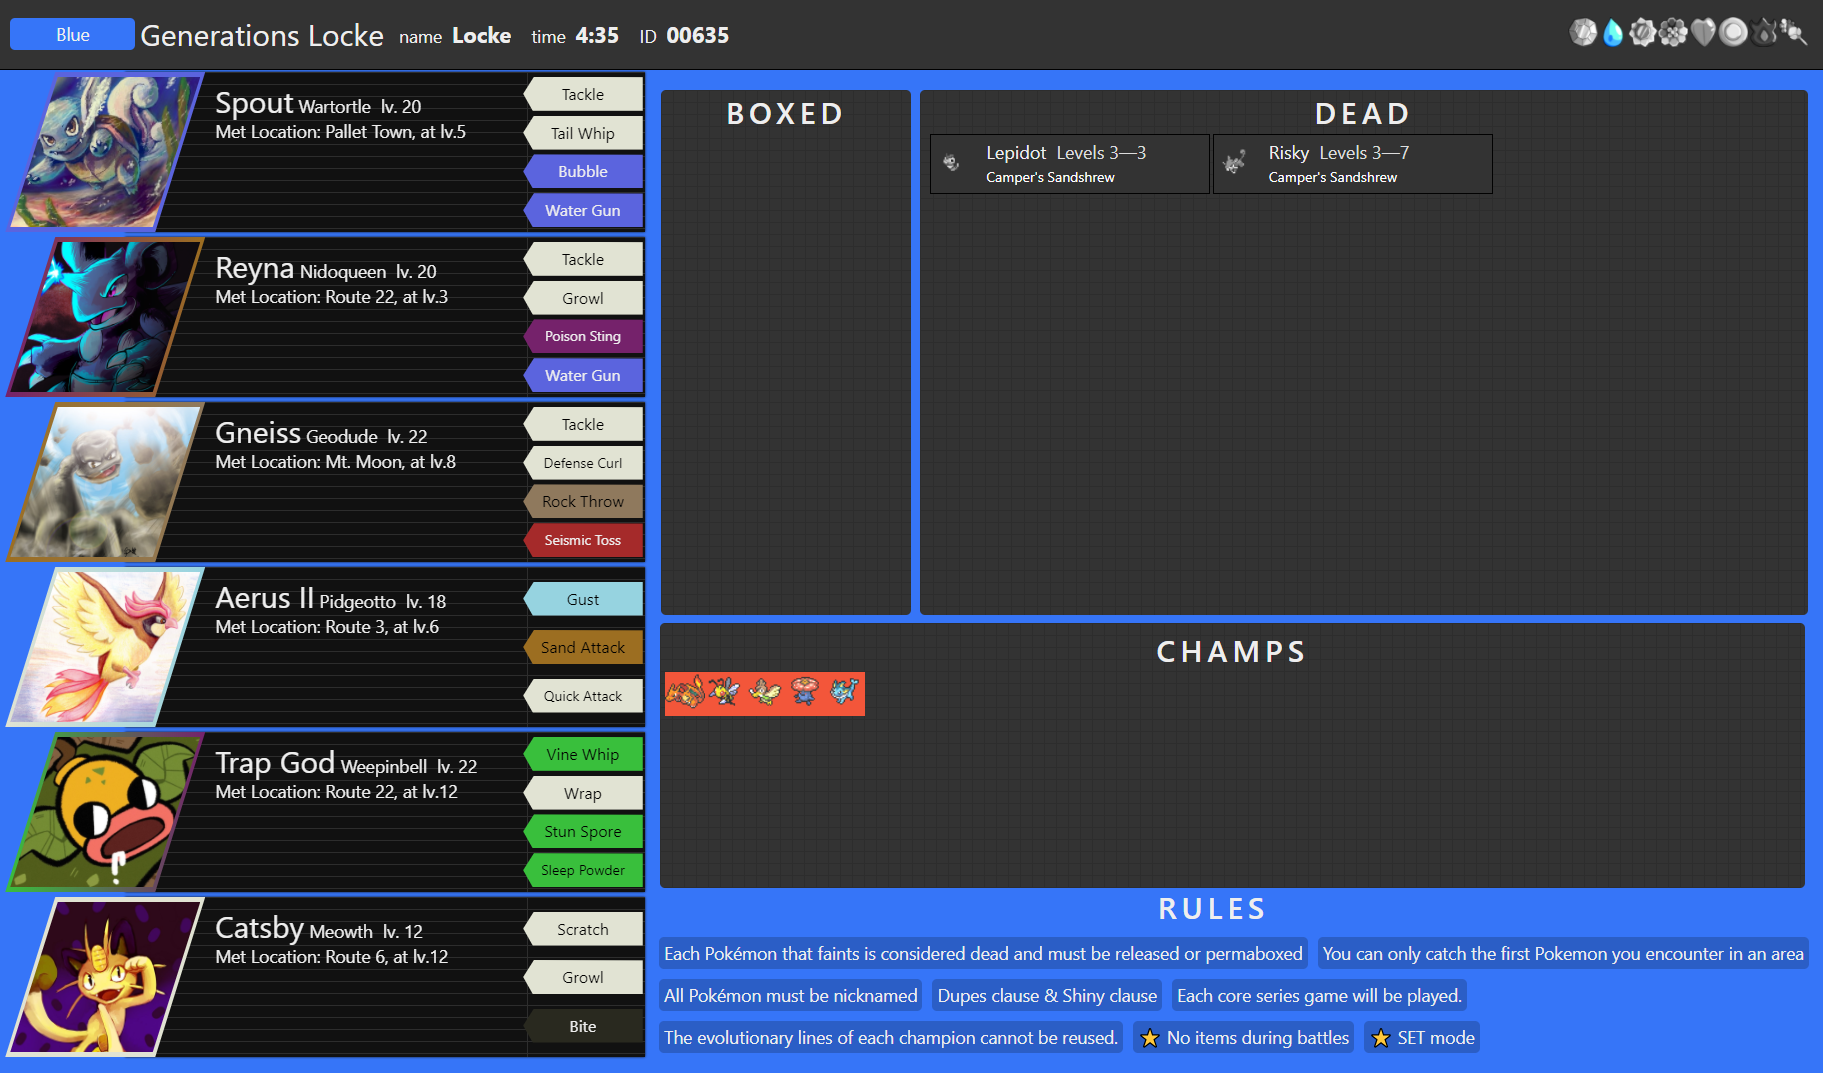 Blue Generations Locke name Locke time 4:35 ID 00635
Spout Wartortle lv. 20
Met Location: Pallet Town, at lv.5
Tackle
Tail Whip
Bubble
Water Gun
Reyna Nidoqueen lv. 20
Met Location: Route 22, at lv.3
Tackle
Growl
Poison Sting
Water Gun
Gneiss Geodude lv. 22
Met Location: Mt. Moon, at lv.8
Tackle
Defense Curl
Rock Throw
Seismic Toss
Aerus II Pidgeotto lv. 18
Met Location: Route 3, at lv.6
Gust
Sand Attack
Quick Attack
Trap God Weepinbell lv. 22
Met Location: Route 22, at lv.12
Vine Whip
Wrap
Stun Spore
Sleep Powder
Catsby Meowth lv. 12
Met Location: Route 6, at lv.12
Scratch
Growl
Bite
BOXED
DEAD
Lepidot Levels 3—3
Camper's Sandshrew
Risky Levels 3—7
Camper's Sandshrew
CHAMPS
RULES
Each Pokémon that faints is considered dead and must be released or permaboxed
You can only catch the first Pokemon you encounter in an area
All Pokémon must be nicknamed
Dupes clause & Shiny clause
Each core series game will be played.
The evolutionary lines of each champion cannot be reused.
No items during battles
SET mode